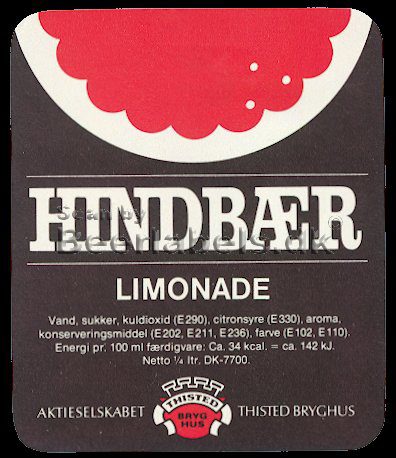 HINDBÆR
Scan by
Beerlabels.dk
LIMONADE
Vand, sukker, kuldioxid (E290), citronsyre (E330), aroma,
konserveringsmiddel (E202, E211, E236), farve (E102, E110).
Energi pr. 100 ml færdigvare: Ca. 34 kcal. = ca. 142 kJ.
Netto ¼ ltr. DK-7700.
AKTIESELSKABET
THISTED
BRYG
HUS
THISTED BRYGHUS